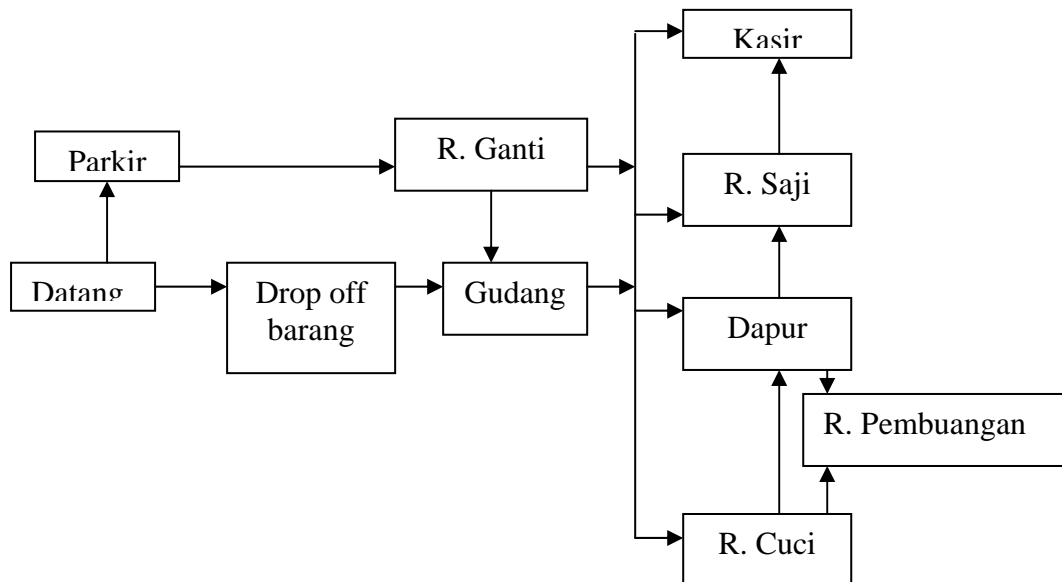 Kasir
R. Ganti
Parkir
R. Saji
Datang
Drop off
barang
Gudang
Dapur
R. Pembuangan
R. Cuci